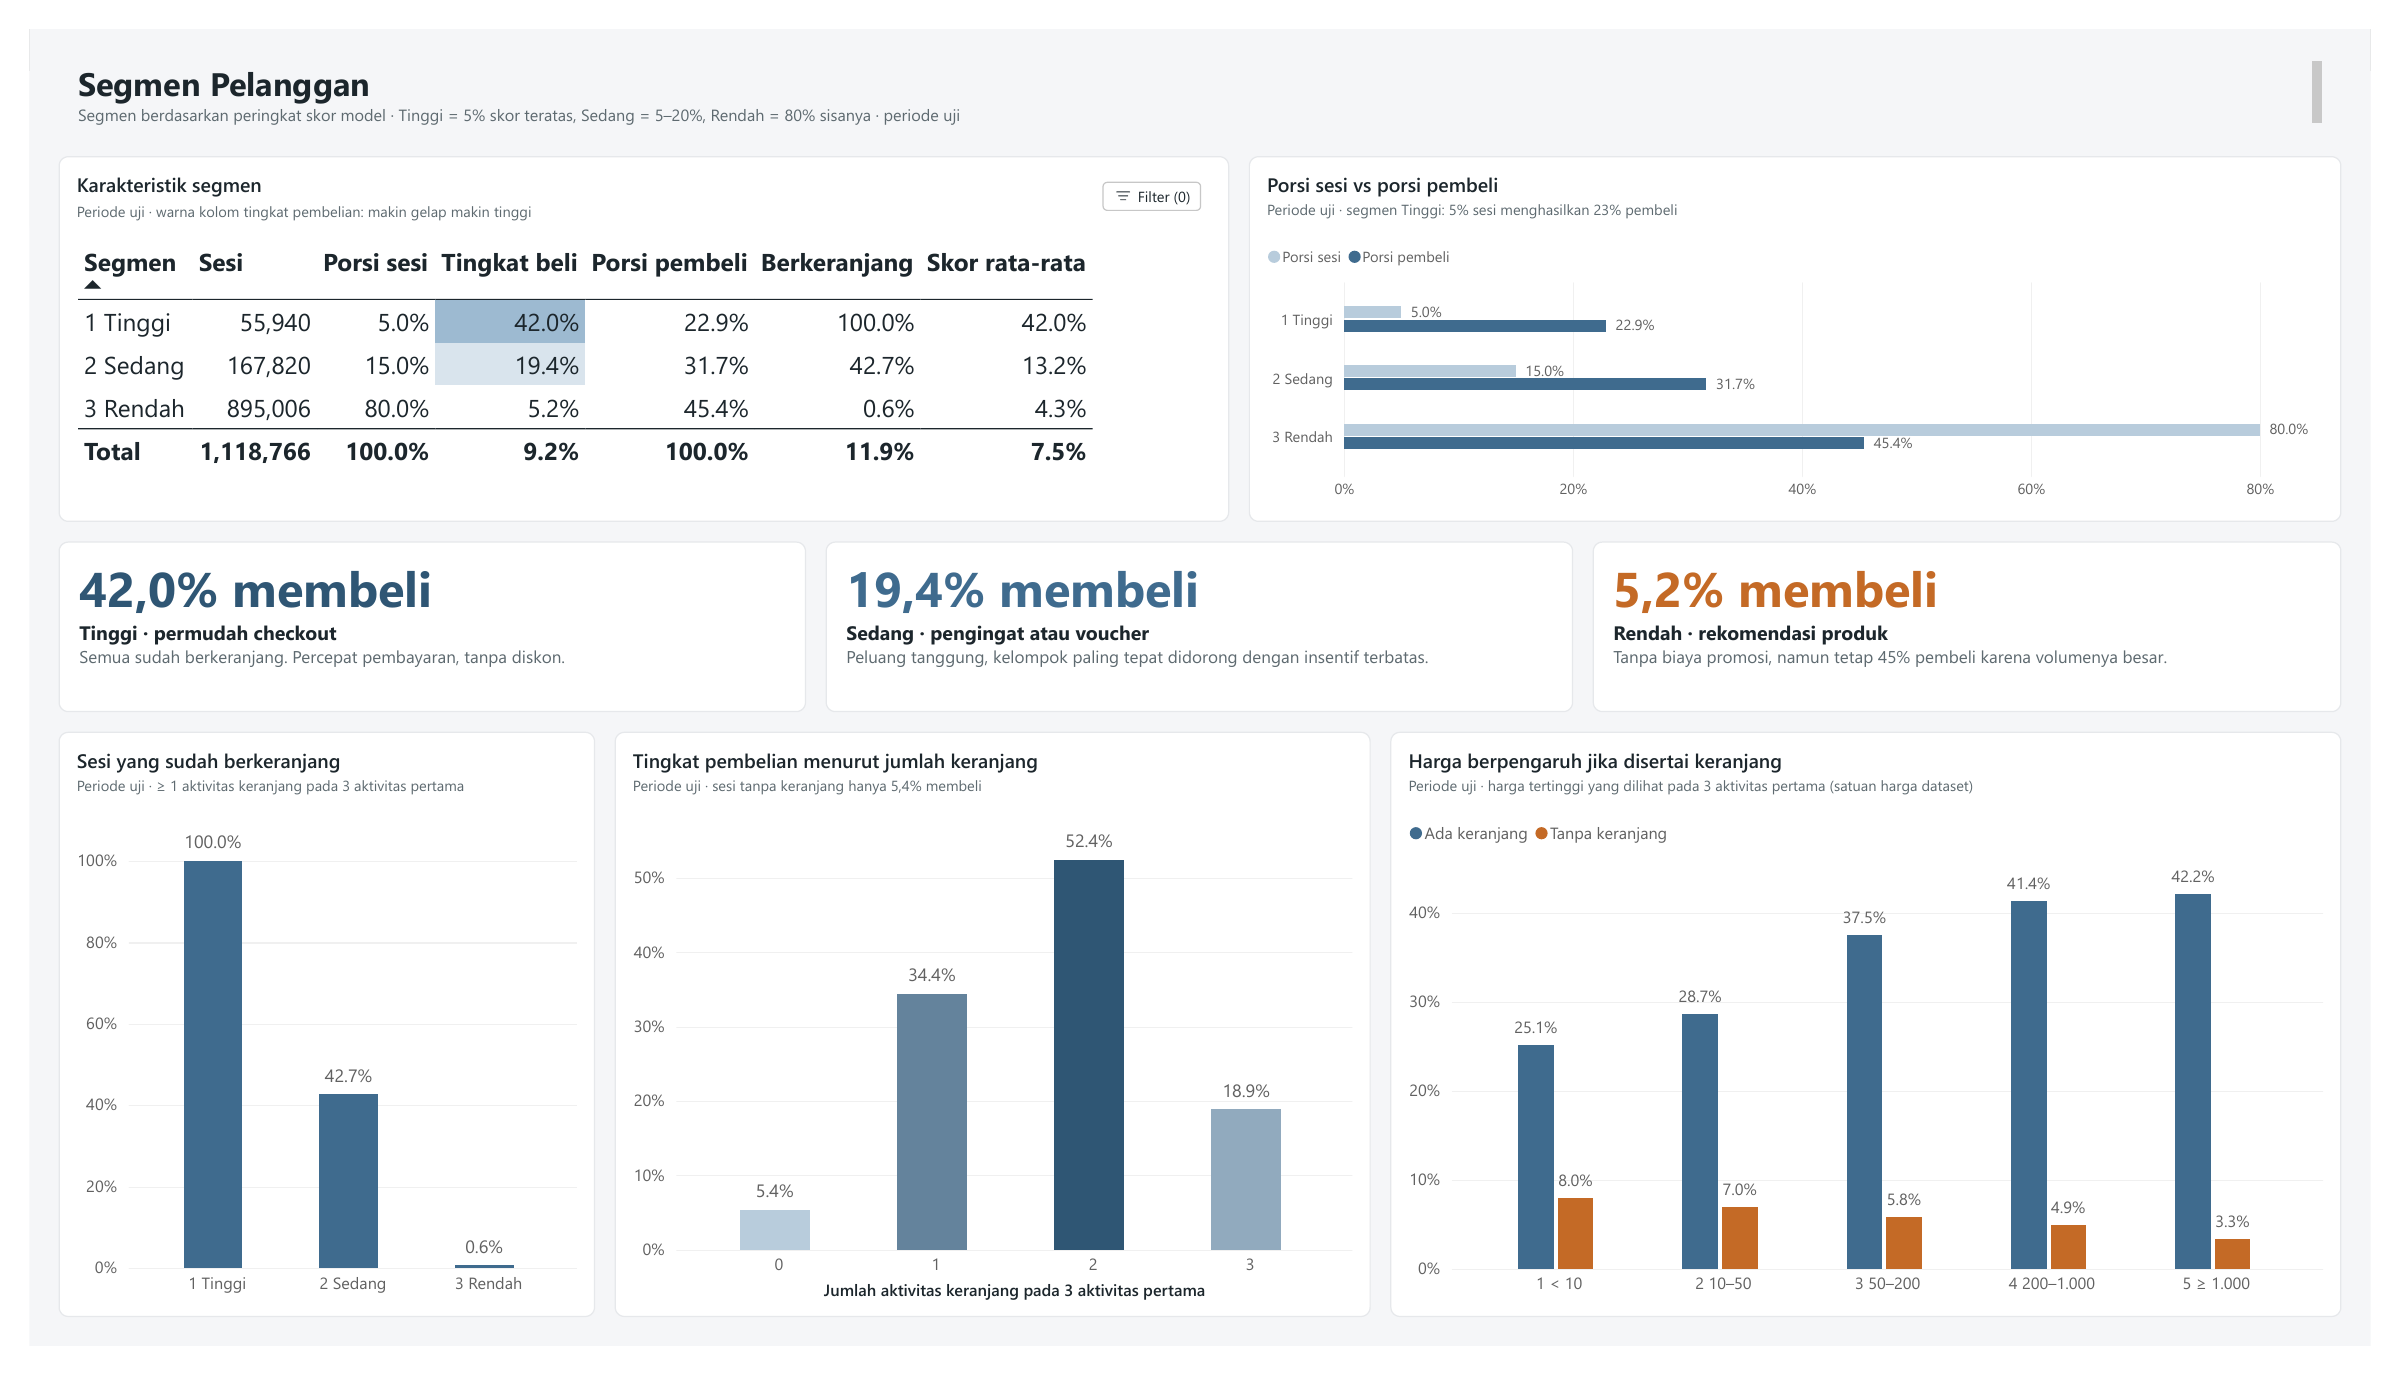 Segmen Pelanggan
Segmen berdasarkan peringkat skor model · Tinggi = 5% skor teratas, Sedang = 5–20%, Rendah = 80% sisanya · periode uji
Karakteristik segmen
Filter (0)
Periode uji · warna kolom tingkat pembelian: makin gelap makin tinggi
Segmen Sesi Porsi sesi Tingkat beli Porsi pembeli Berkeranjang Skor rata-rata
1 Tinggi 55,940 5.0% 42.0% 22.9% 100.0% 42.0%
2 Sedang 167,820 15.0% 19.4% 31.7% 42.7% 13.2%
3 Rendah 895,006 80.0% 5.2% 45.4% 0.6% 4.3%
Total 1,118,766 100.0% 9.2% 100.0% 11.9% 7.5%
Porsi sesi vs porsi pembeli
Periode uji · segmen Tinggi: 5% sesi menghasilkan 23% pembeli
Porsi sesi Porsi pembeli
5.0%
1 Tinggi
22.9%
15.0%
2 Sedang
31.7%
80.0%
3 Rendah
45.4%
0% 20% 40% 60% 80%
42,0% membeli
Tinggi · permudah checkout
Semua sudah berkeranjang. Percepat pembayaran, tanpa diskon.
19,4% membeli
Sedang · pengingat atau voucher
Peluang tanggung, kelompok paling tepat didorong dengan insentif terbatas.
5,2% membeli
Rendah · rekomendasi produk
Tanpa biaya promosi, namun tetap 45% pembeli karena volumenya besar.
Sesi yang sudah berkeranjang
Periode uji · ≥ 1 aktivitas keranjang pada 3 aktivitas pertama
100.0%
100%
80%
60%
42.7%
40%
20%
0.6%
0%
1 Tinggi 2 Sedang 3 Rendah
Tingkat pembelian menurut jumlah keranjang
Periode uji · sesi tanpa keranjang hanya 5,4% membeli
52.4%
50%
40%
34.4%
30%
20%
18.9%
10%
5.4%
0%
0 1 2 3
Jumlah aktivitas keranjang pada 3 aktivitas pertama
Harga berpengaruh jika disertai keranjang
Periode uji · harga tertinggi yang dilihat pada 3 aktivitas pertama (satuan harga dataset)
Ada keranjang Tanpa keranjang
42.2%
41.4%
40%
37.5%
30%
28.7%
25.1%
20%
10%
8.0%
7.0%
5.8%
4.9%
3.3%
0%
1 < 10 2 10–50 3 50–200 4 200–1.000 5 ≥ 1.000